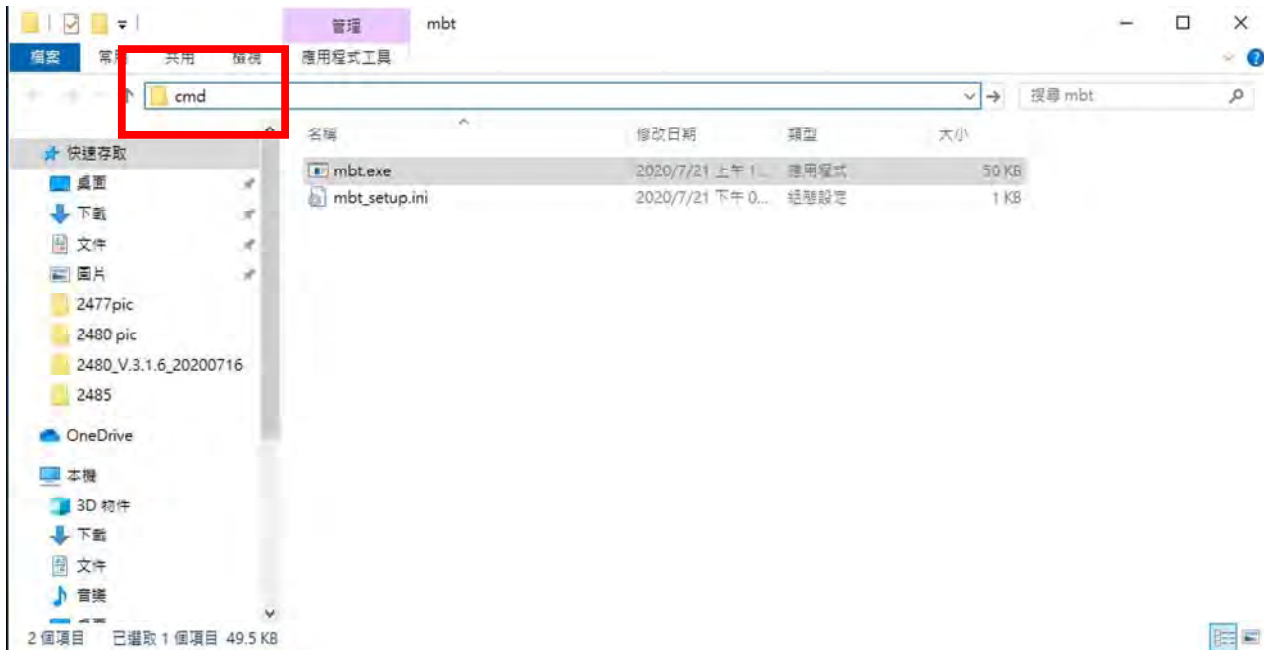 管理 mbt
檔案 常用 共用 檢視 應用程式工具
cmd 搜尋 mbt
名稱 修改日期 類型 大小
快速存取
mbt.exe 2020/7/21 上午 1... 應用程式 50 KB
桌面
mbt_setup.ini 2020/7/21 下午 0... 組態設定 1 KB
下載
文件
圖片
2477pic
2480 pic
2480_V.3.1.6_20200716
2485
OneDrive
本機
3D 物件
下載
文件
音樂
2 個項目 已選取 1 個項目 49.5 KB